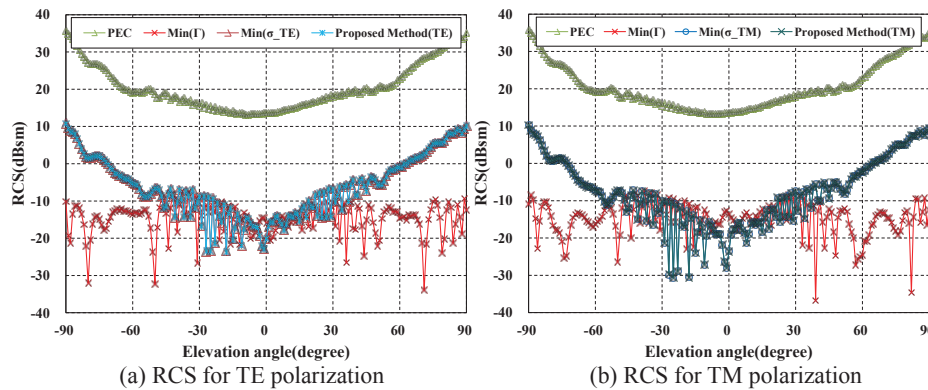 PEC Min(Γ) Min(σ_TE) Proposed Method(TE)
40
30
20
10
0
-10
-20
-30
-40
RCS(dBsm)
-90 -60 -30 0 30 60 90
Elevation angle(degree)
(a) RCS for TE polarization
PEC Min(Γ) Min(σ_TM) Proposed Method(TM)
40
30
20
10
0
-10
-20
-30
-40
RCS(dBsm)
-90 -60 -30 0 30 60 90
Elevation angle(degree)
(b) RCS for TM polarization